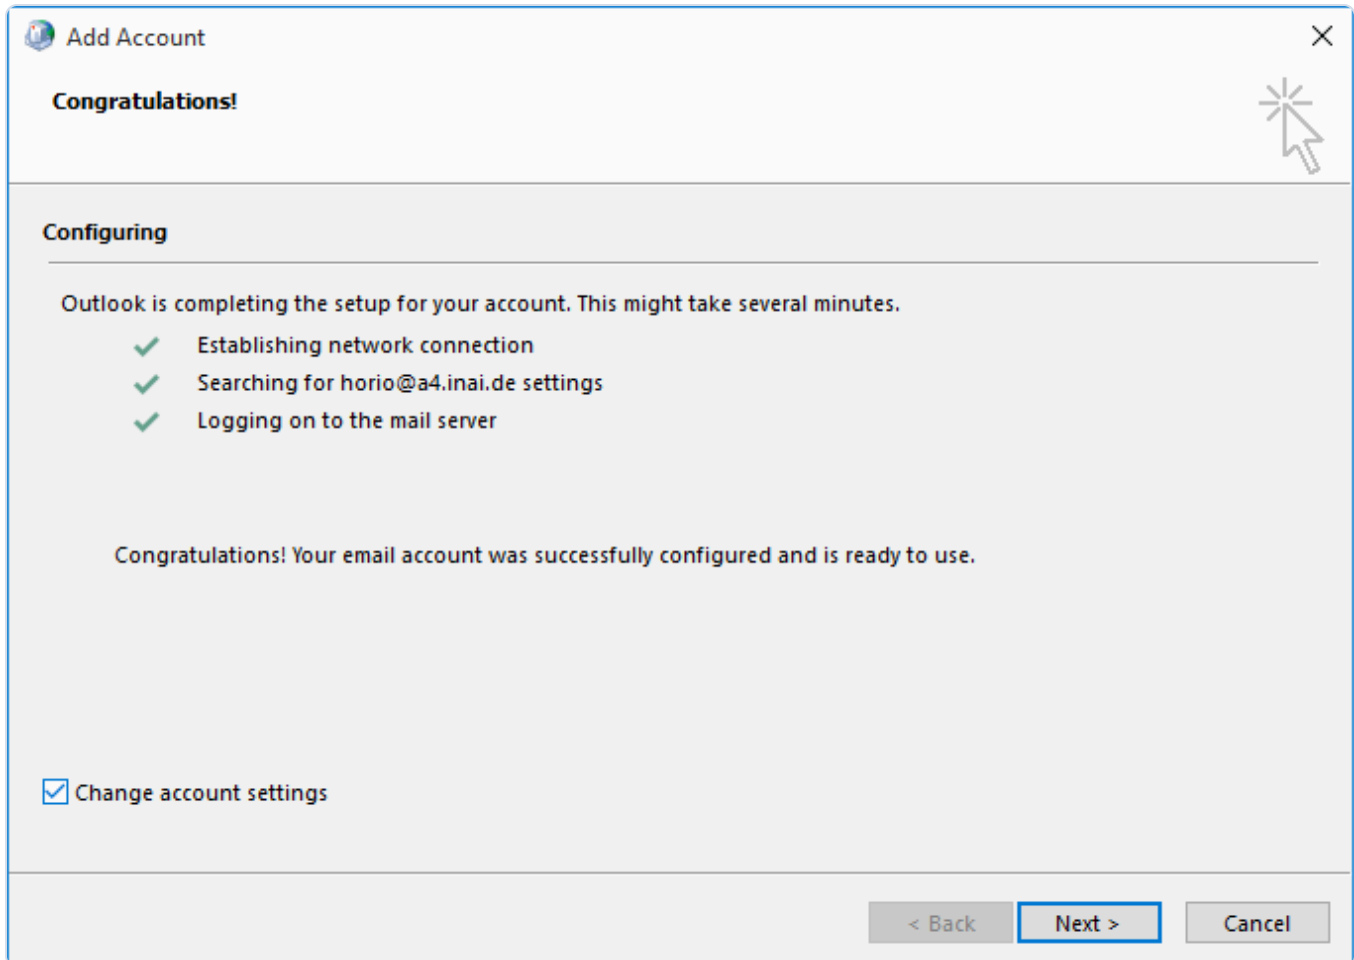 Add Account
Congratulations!
Configuring
Outlook is completing the setup for your account. This might take several minutes.
Establishing network connection
Searching for horio@a4.inai.de settings
Logging on to the mail server
Congratulations! Your email account was successfully configured and is ready to use.
Change account settings
< Back Next > Cancel